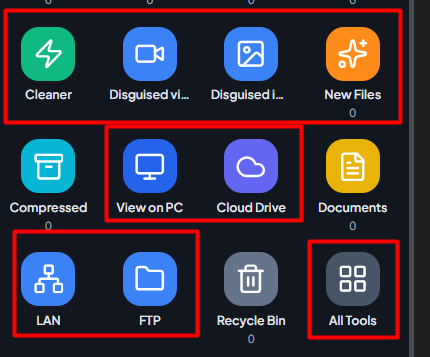 Cleaner
Disguised vi...
Disguised i...
New Files
0
Compressed
View on PC
Cloud Drive
Documents
0
0
LAN
FTP
Recycle Bin
All Tools
0